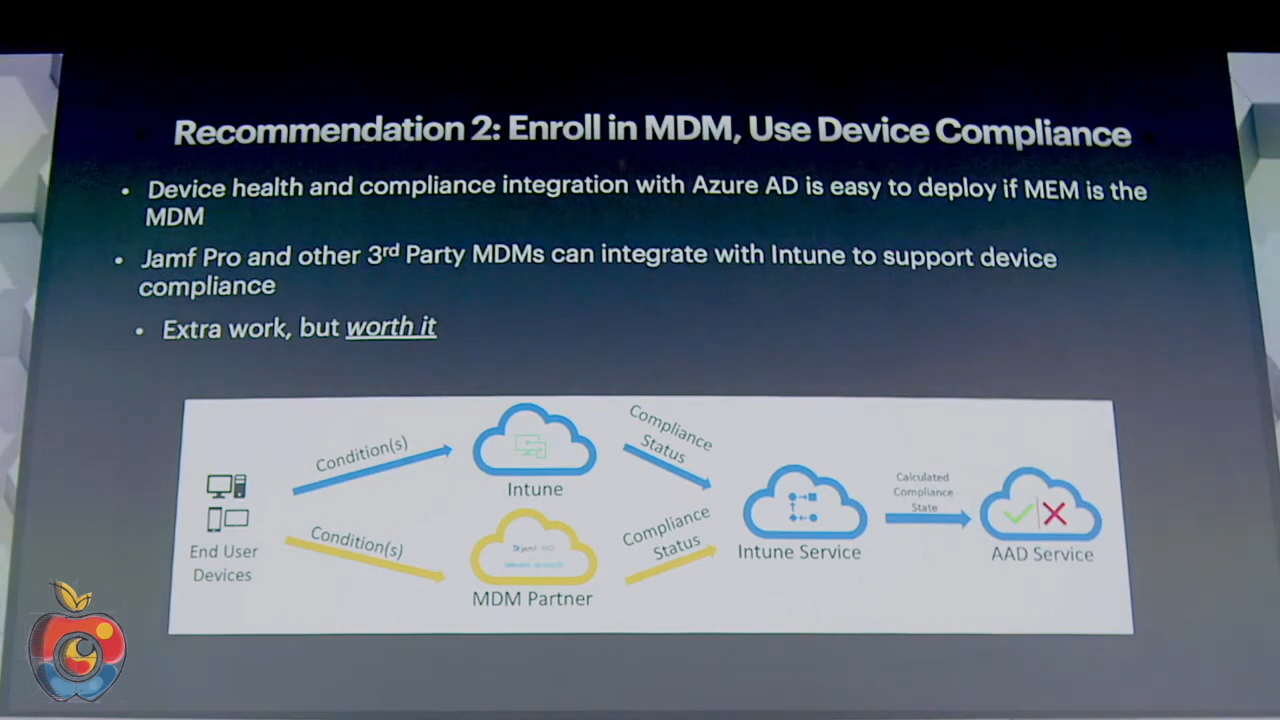 Recommendation 2: Enroll in MDM, Use Device Compliance
• Device health and compliance integration with Azure AD is easy to deploy if MEM is the
MDM
• Jamf Pro and other 3rd Party MDMs can integrate with Intune to support device
compliance
• Extra work, but worth it
Condition(s)
Intune
Compliance
Status
End User
Devices
Condition(s)
MDM Partner
Compliance
Status
Intune Service
Calculated
Compliance
State
AAD Service